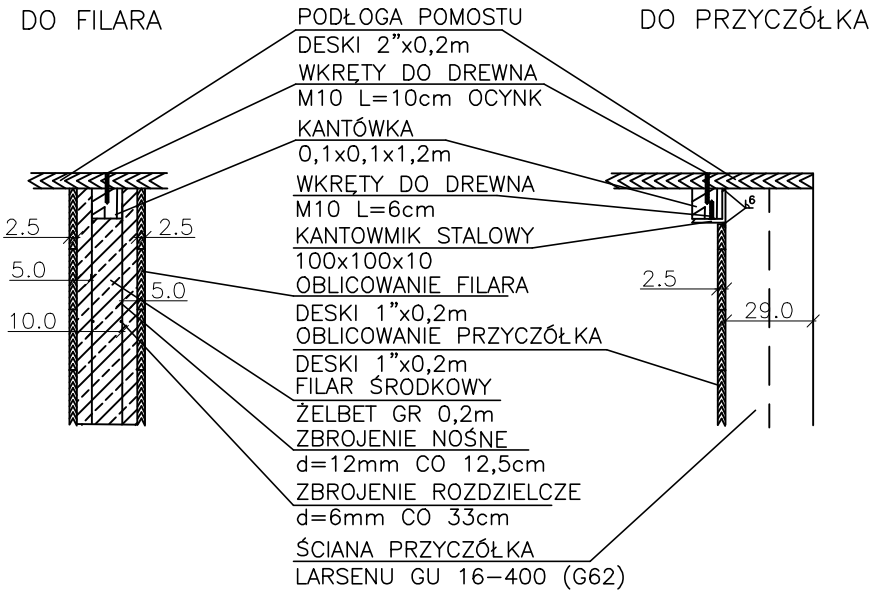 DO FILARA
DO PRZYCZÓŁKA
PODŁOGA POMOSTU
DESKI 2”x0,2m
WKRĘTY DO DREWNA
M10 L=10cm OCYNK
KANTÓWKA
0,1x0,1x1,2m
WKRĘTY DO DREWNA
M10 L=6cm
KANTOWMIK STALOWY
100x100x10
OBLICOWANIE FILARA
DESKI 1”x0,2m
OBLICOWANIE PRZYCZÓŁKA
DESKI 1”x0,2m
FILAR ŚRODKOWY
ŻELBET GR 0,2m
ZBROJENIE NOŚNE
d=12mm CO 12,5cm
ZBROJENIE ROZDZIELCZE
d=6mm CO 33cm
ŚCIANA PRZYCZÓŁKA
LARSENU GU 16-400 (G62)
2.5
2.5
5.0
5.0
10.0
6
2.5
29.0